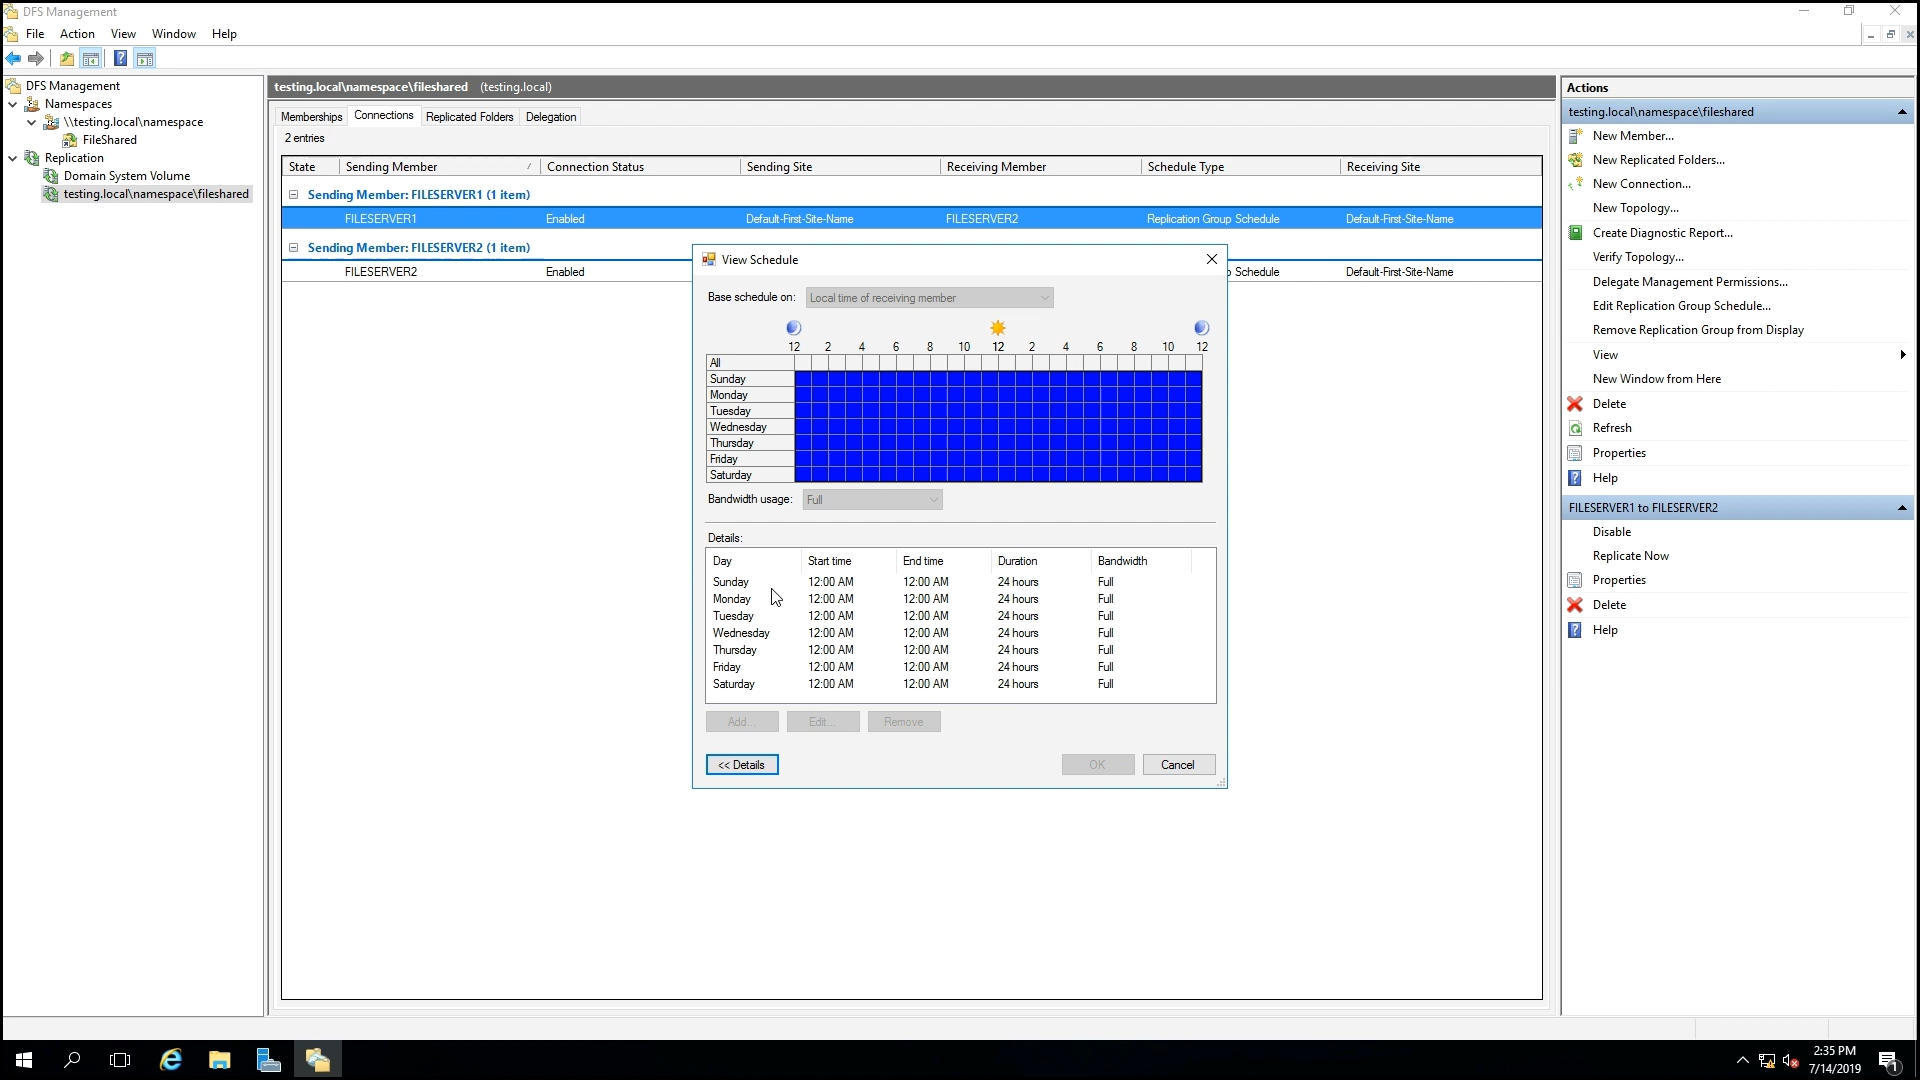 DFS Management
File Action View Window Help
DFS Management
Namespaces
\\testing.local\namespace
FileShared
Replication
Domain System Volume
testing.local\namespace\fileshared
testing.local\namespace\fileshared (testing.local)
Memberships Connections Replicated Folders Delegation
2 entries
State Sending Member Connection Status Sending Site Receiving Member Schedule Type Receiving Site
Sending Member: FILESERVER1 (1 item)
FILESERVER1 Enabled Default-First-Site-Name FILESERVER2 Replication Group Schedule Default-First-Site-Name
Sending Member: FILESERVER2 (1 item)
FILESERVER2 Enabled Schedule Default-First-Site-Name
View Schedule
Base schedule on: Local time of receiving member
12 2 4 6 8 10 12 2 4 6 8 10 12
All
Sunday
Monday
Tuesday
Wednesday
Thursday
Friday
Saturday
Bandwidth usage: Full
Details:
Day Start time End time Duration Bandwidth
Sunday 12:00 AM 12:00 AM 24 hours Full
Monday 12:00 AM 12:00 AM 24 hours Full
Tuesday 12:00 AM 12:00 AM 24 hours Full
Wednesday 12:00 AM 12:00 AM 24 hours Full
Thursday 12:00 AM 12:00 AM 24 hours Full
Friday 12:00 AM 12:00 AM 24 hours Full
Saturday 12:00 AM 12:00 AM 24 hours Full
Add... Edit... Remove
<< Details OK Cancel
Actions
testing.local\namespace\fileshared
New Member...
New Replicated Folders...
New Connection...
New Topology...
Create Diagnostic Report...
Verify Topology...
Delegate Management Permissions...
Edit Replication Group Schedule...
Remove Replication Group from Display
View
New Window from Here
Delete
Refresh
Properties
Help
FILESERVER1 to FILESERVER2
Disable
Replicate Now
Properties
Delete
Help
2:35 PM
7/14/2019
1